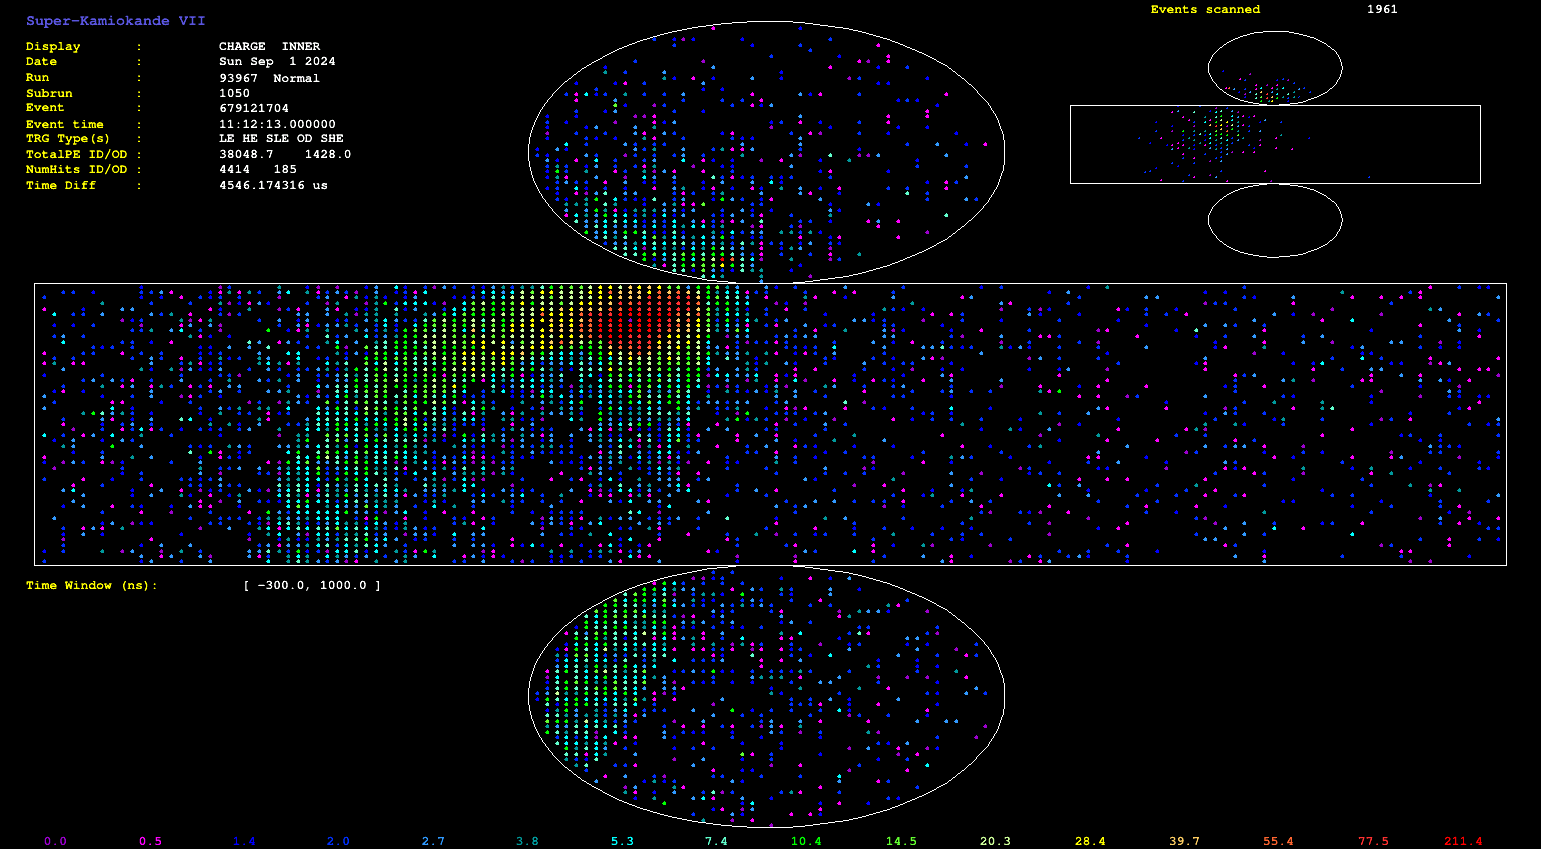 Super-Kamiokande VII
Events scanned 1961
Display : CHARGE INNER
Date : Sun Sep 1 2024
Run : 93967 Normal
Subrun : 1050
Event : 679121704
Event time : 11:12:13.000000
TRG Type(s) : LE HE SLE OD SHE
TotalPE ID/OD : 38048.7 1428.0
NumHits ID/OD : 4414 185
Time Diff : 4546.174316 us
Time Window (ns): [ -300.0, 1000.0 ]
0.0 0.5 1.4 2.0 2.7 3.8 5.3 7.4 10.4 14.5 20.3 28.4 39.7 55.4 77.5 211.4